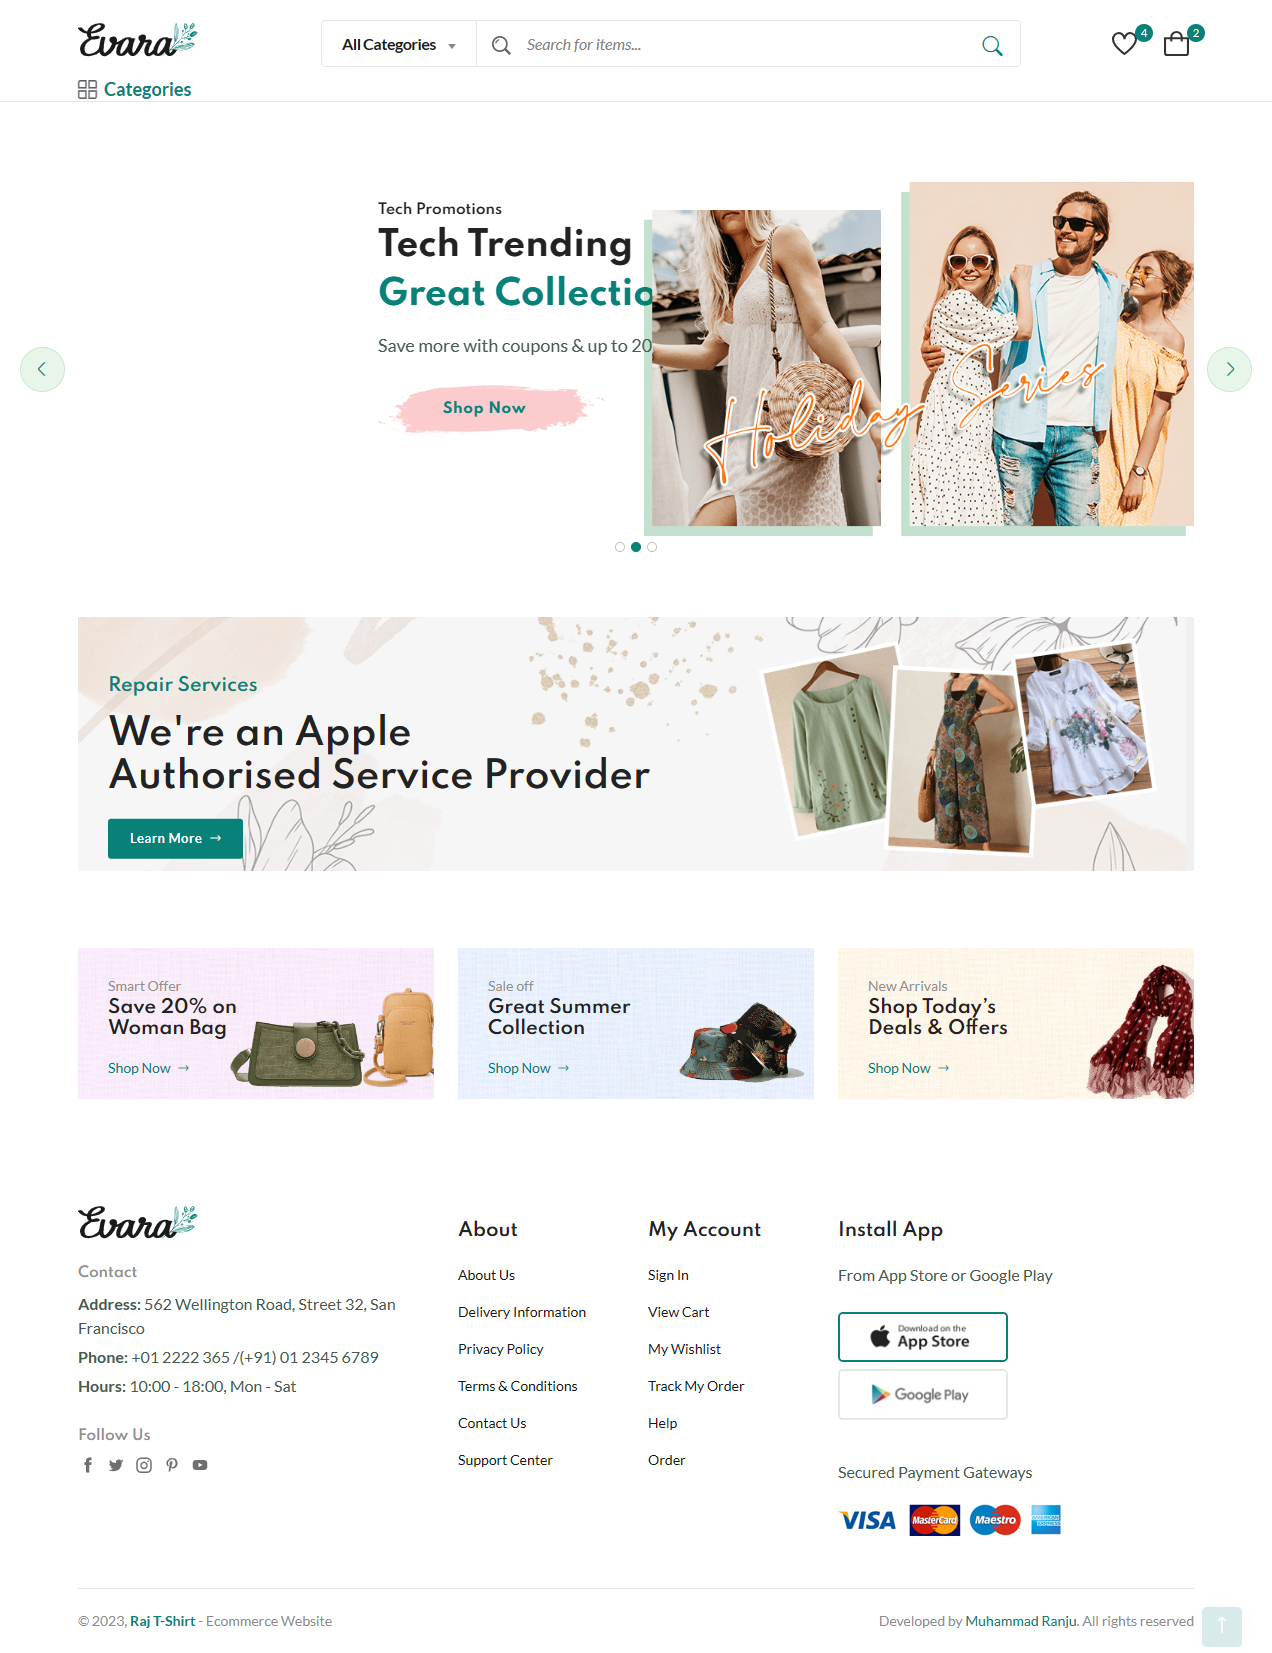 Evara
All Categories
Search for items...
4
2
Categories
Tech Promotions
Tech Trending
Great Collectio
Save more with coupons & up to 20
Shop Now
Holiday Series
Repair Services
We're an Apple
Authorised Service Provider
Learn More →
Smart Offer
Save 20% on
Woman Bag
Shop Now →
Sale off
Great Summer
Collection
Shop Now →
New Arrivals
Shop Today's
Deals & Offers
Shop Now →
Evara
Contact
Address: 562 Wellington Road, Street 32, San
Francisco
Phone: +01 2222 365 /(+91) 01 2345 6789
Hours: 10:00 - 18:00, Mon - Sat
Follow Us
About
About Us
Delivery Information
Privacy Policy
Terms & Conditions
Contact Us
Support Center
My Account
Sign In
View Cart
My Wishlist
Track My Order
Help
Order
Install App
From App Store or Google Play
Download on the
App Store
Google Play
Secured Payment Gateways
VISA
MasterCard
Maestro
AMERICAN
EXPRESS
© 2023, Raj T-Shirt - Ecommerce Website
Developed by Muhammad Ranju. All rights reserved